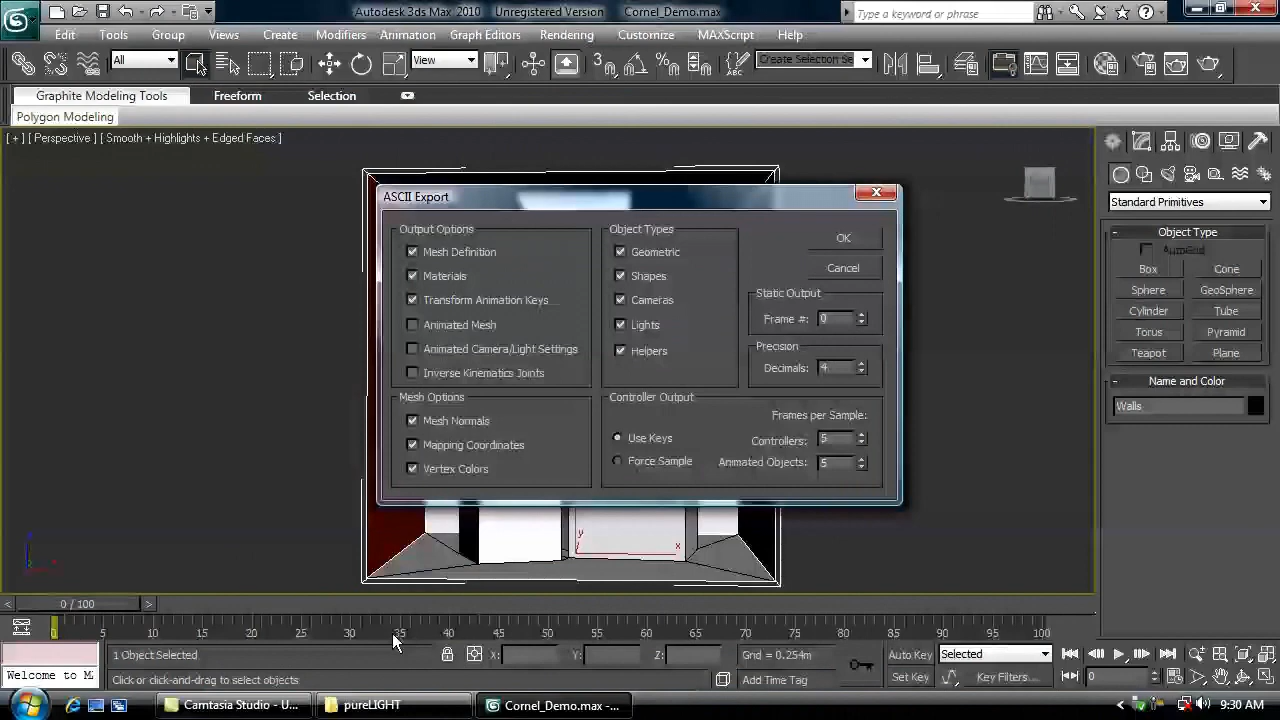 Autodesk 3ds Max 2010 Unregistered Version Cornel_Demo.max
Type a keyword or phrase
Edit Tools Group Views Create Modifiers Animation Graph Editors Rendering Customize MAXScript Help
All View Create Selection Se
Graphite Modeling Tools Freeform Selection
Polygon Modeling
[ + ] [ Perspective ] [ Smooth + Highlights + Edged Faces ]
ASCII Export
Output Options
Mesh Definition
Materials
Transform Animation Keys
Animated Mesh
Animated Camera/Light Settings
Inverse Kinematics Joints
Mesh Options
Mesh Normals
Mapping Coordinates
Vertex Colors
Object Types
Geometric
Shapes
Cameras
Lights
Helpers
OK
Cancel
Static Output
Frame #: 0
Precision
Decimals: 4
Controller Output
Frames per Sample:
Use Keys
Controllers: 5
Force Sample
Animated Objects: 5
Standard Primitives
- Object Type
AutoGrid
Box Cone
Sphere GeoSphere
Cylinder Tube
Torus Pyramid
Teapot Plane
- Name and Color
Walls
y
x
< 0 / 100 >
0 5 10 15 20 25 30 35 40 45 50 55 60 65 70 75 80 85 90 95 100
1 Object Selected X: Y: Z: Grid = 0.254m Auto Key Selected
Welcome to M Click or click-and-drag to select objects Add Time Tag Set Key Key Filters... 0
Camtasia Studio - U... pureLIGHT Cornel_Demo.max -... 9:30 AM